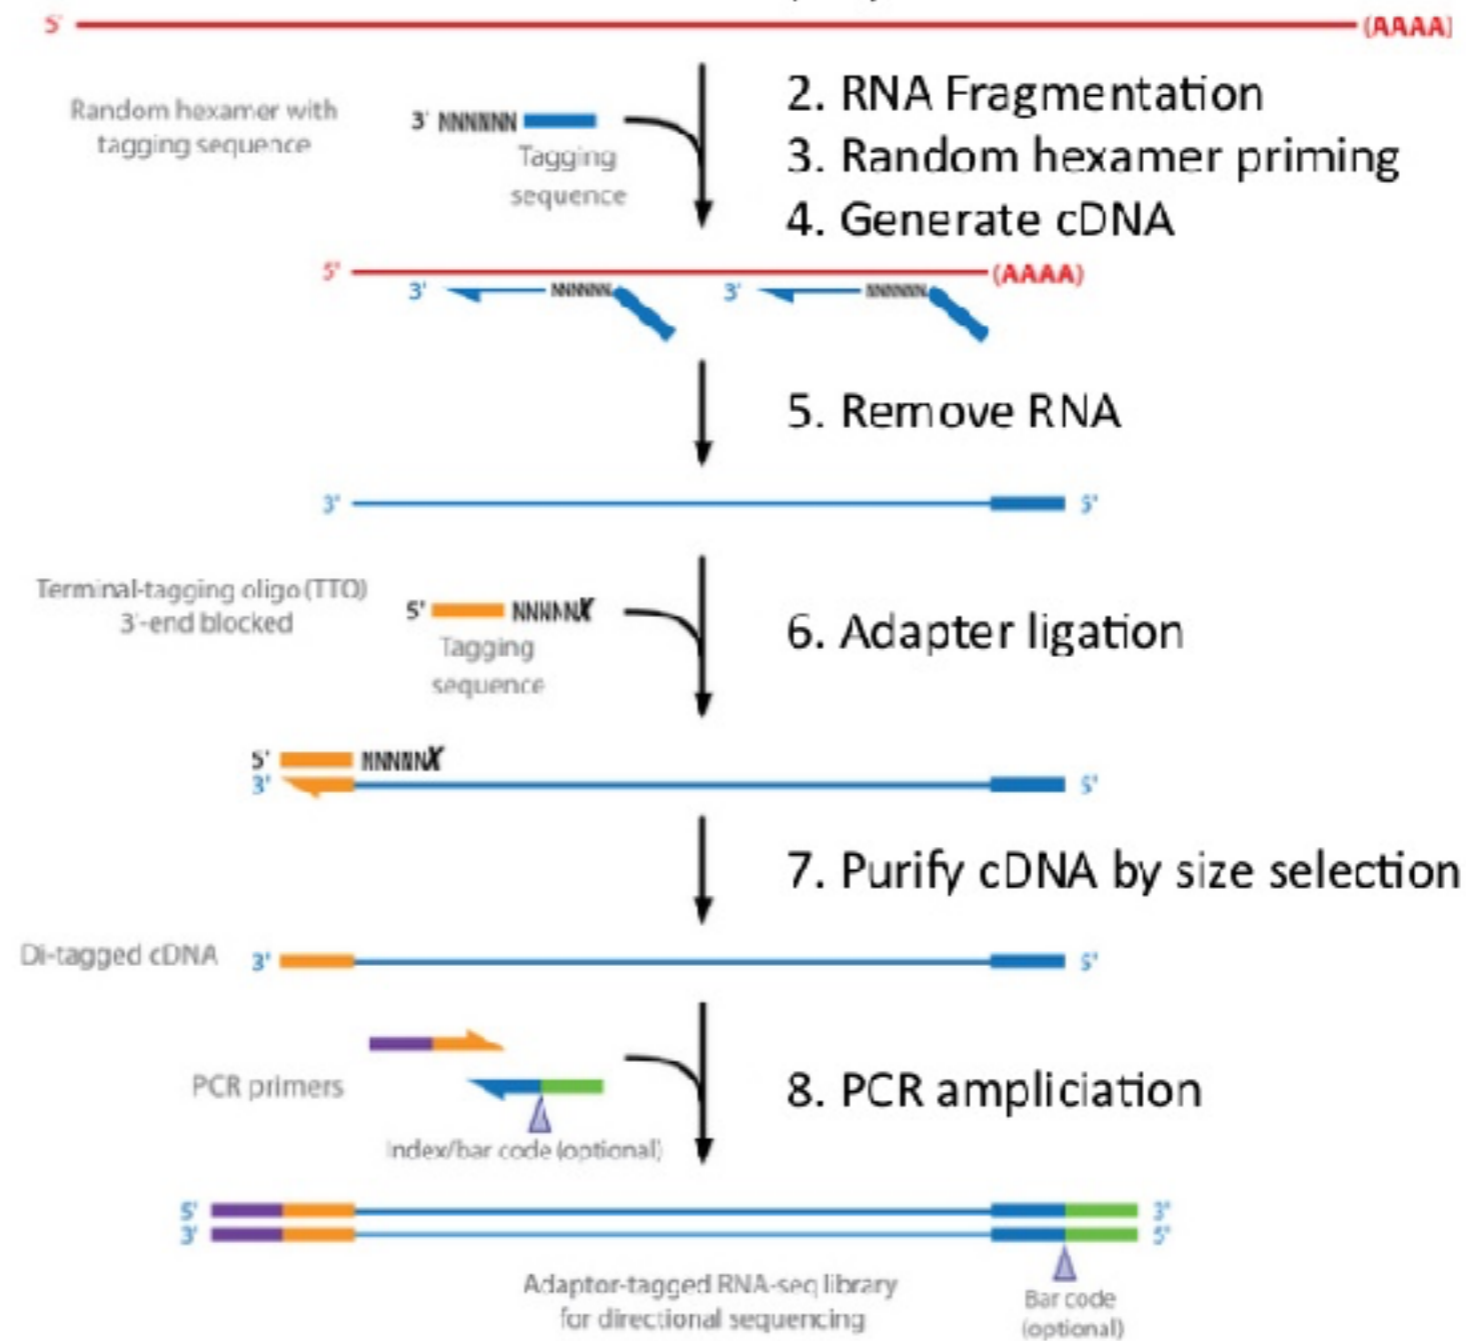 5' (AAAA)
2. RNA Fragmentation
Random hexamer with
tagging sequence
3' NNNNNN
Tagging
sequence
3. Random hexamer priming
4. Generate cDNA
5' (AAAA)
3' NNNNNN 3' NNNNNN
5. Remove RNA
3' 5'
Terminal-tagging oligo (TTO)
3'-end blocked
5' NNNNNX
Tagging
sequence
6. Adapter ligation
5' NNNNNX
3' 5'
7. Purify cDNA by size selection
Di-tagged cDNA 3' 5'
PCR primers
8. PCR ampliciation
Index/bar code (optional)
5' 3'
3' 5'
Adaptor-tagged RNA-seq library
for directional sequencing
Bar code
(optional)